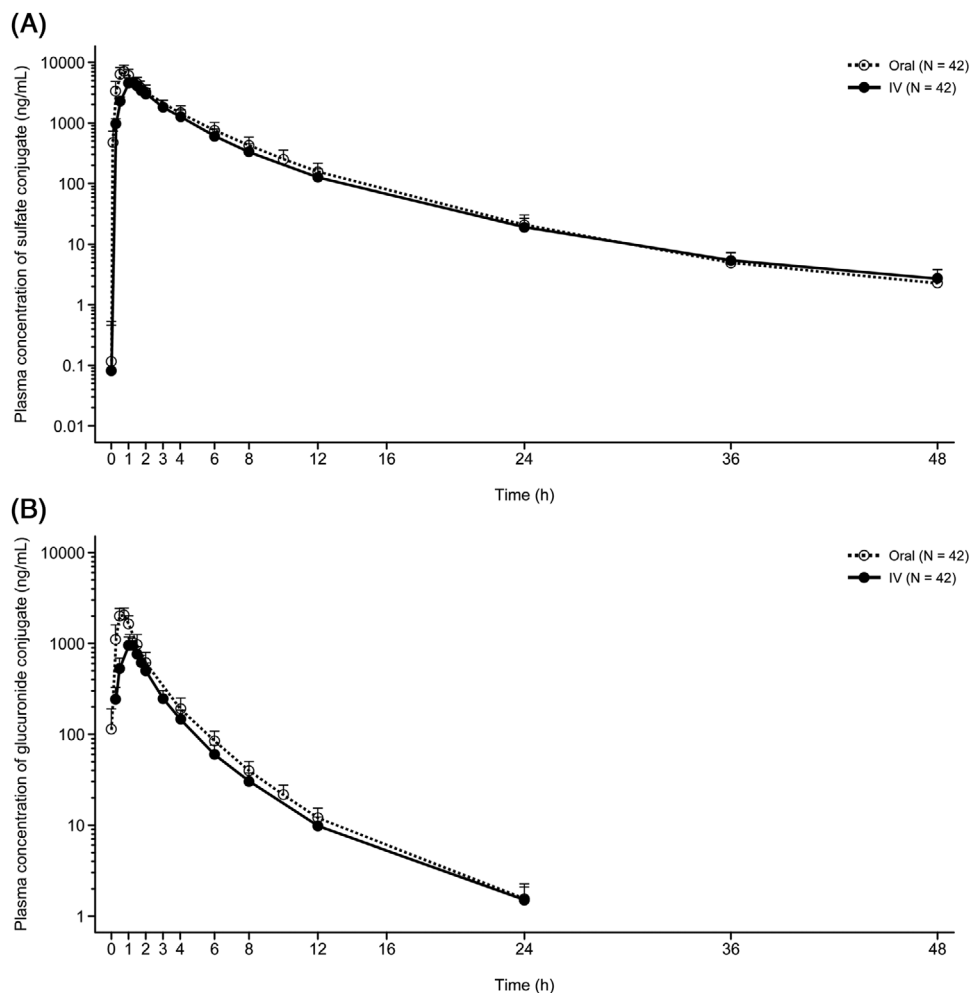 (A)
Plasma concentration of sulfate conjugate (ng/mL)
10000
1000
100
10
1
0.1
0.01
Oral (N = 42)
IV (N = 42)
0 1 2 3 4 6 8 12 16 24 36 48
Time (h)
(B)
Plasma concentration of glucuronide conjugate (ng/mL)
10000
1000
100
10
1
Oral (N = 42)
IV (N = 42)
0 1 2 3 4 6 8 12 16 24 36 48
Time (h)